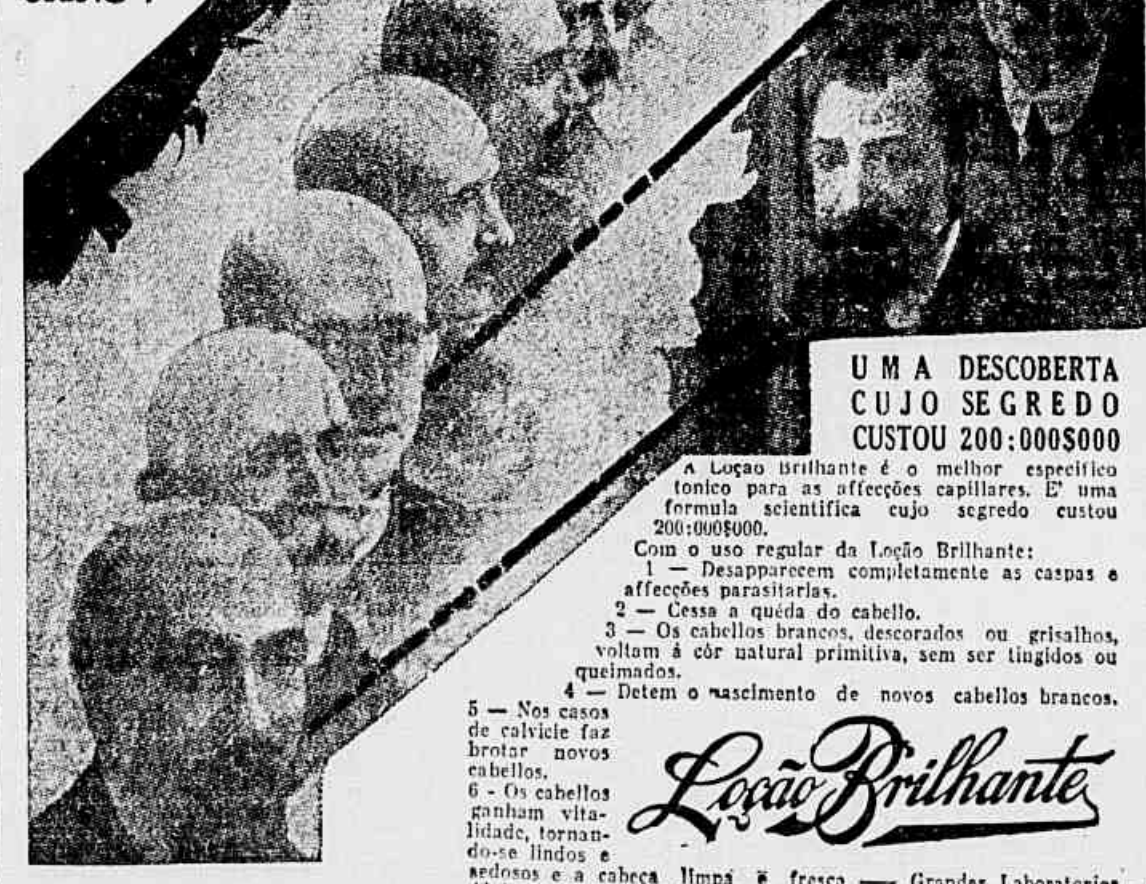 UMA DESCOBERTA
CUJO SEGREDO
CUSTOU 200:000$000
A Loção Brilhante é o melhor especifico
tonico para as affecções capillares. E' uma
formula scientifica cujo segredo custou
200:000$000.
Com o uso regular da Loção Brilhante:
1 — Desapparecem completamente as caspas e
affecções parasitarias.
2 — Cessa a quéda do cabello.
3 — Os cabellos brancos, descorados ou grisalhos,
voltam á côr natural primitiva, sem ser tingidos ou
queimados.
4 — Detem o nascimento de novos cabellos brancos.
5 — Nos casos
de calvicie faz
brotar novos
cabellos.
6 - Os cabellos
ganham vita-
lidade, tornan-
do-se lindos e
sedosos e a cabeça limpa e fresca — Grandes Laboratorios
Loção Brilhante